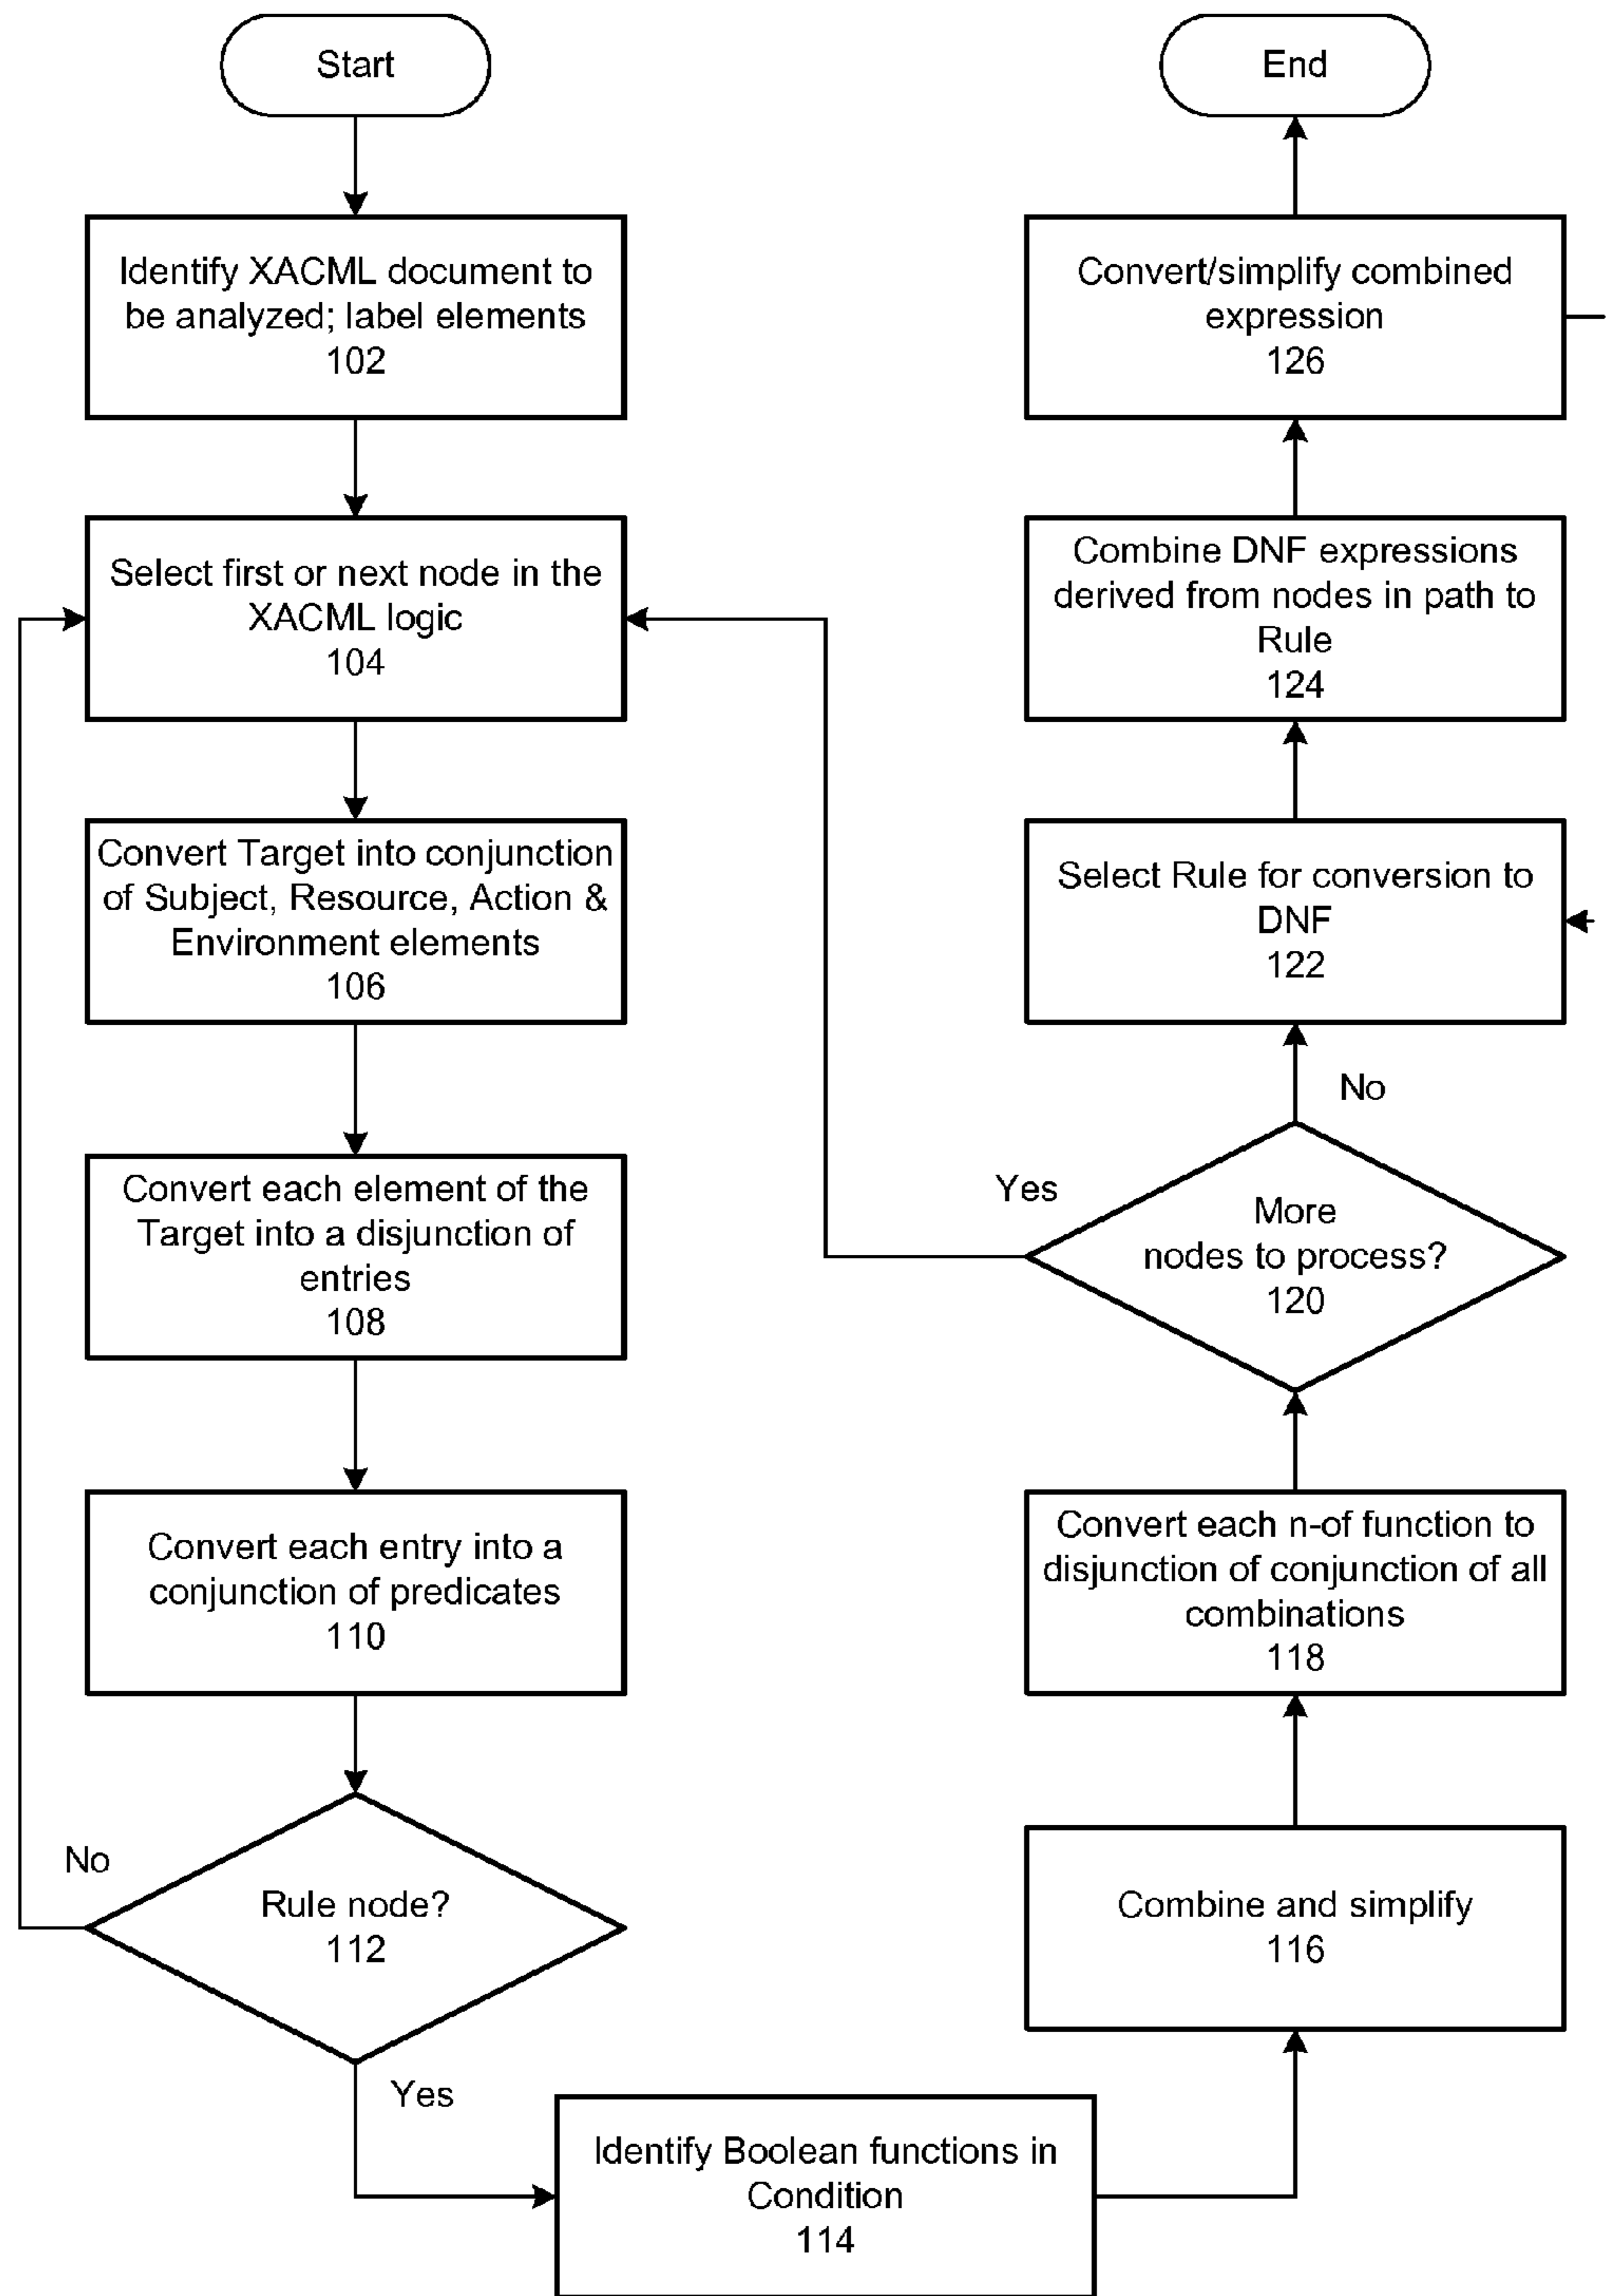 Start
Identify XACML document to
be analyzed; label elements
102
Select first or next node in the
XACML logic
104
Convert Target into conjunction
of Subject, Resource, Action &
Environment elements
106
Convert each element of the
Target into a disjunction of
entries
108
Convert each entry into a
conjunction of predicates
110
No
Rule node?
112
Yes
Identify Boolean functions in
Condition
114
Combine and simplify
116
Convert each n-of function to
disjunction of conjunction of all
combinations
118
Yes
More
nodes to process?
120
No
Select Rule for conversion to
DNF
122
Combine DNF expressions
derived from nodes in path to
Rule
124
Convert/simplify combined
expression
126
End